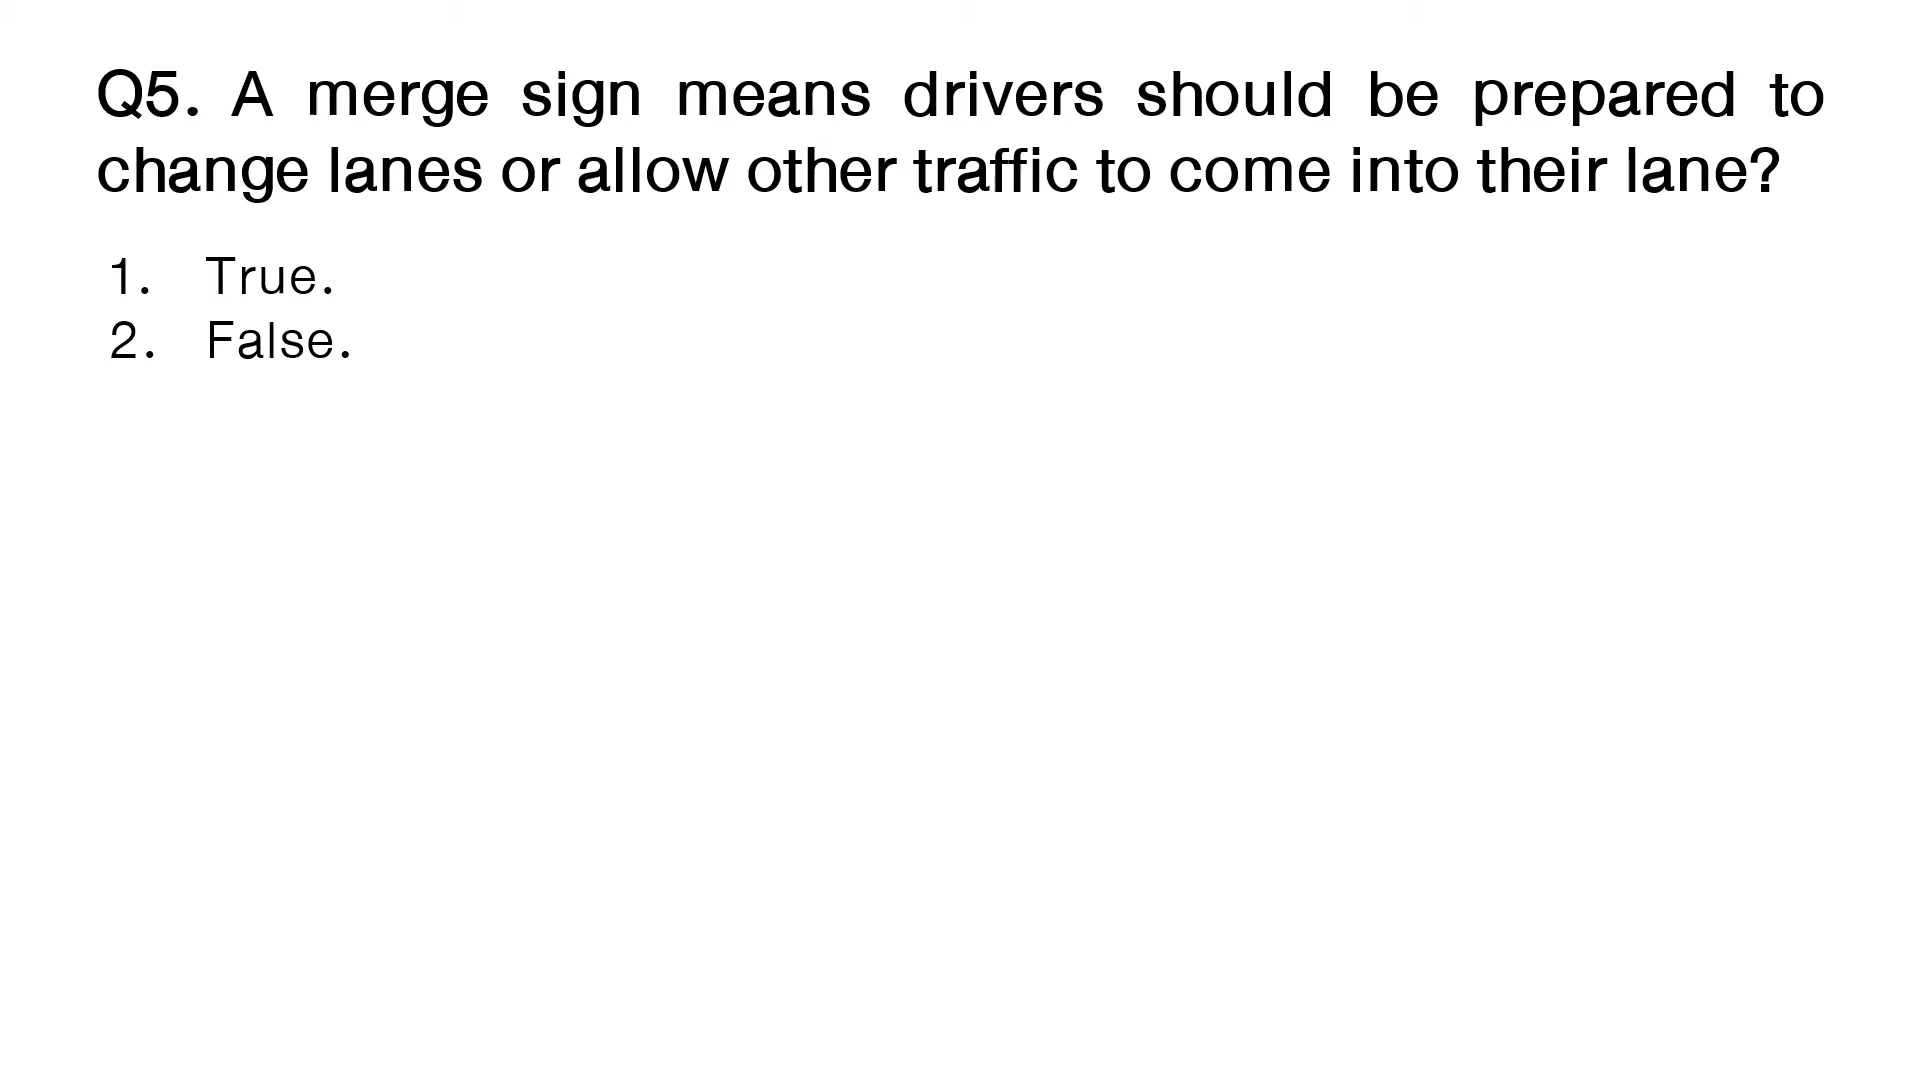 Q5. A merge sign means drivers should be prepared to
change lanes or allow other traffic to come into their lane?
1. True.
2. False.